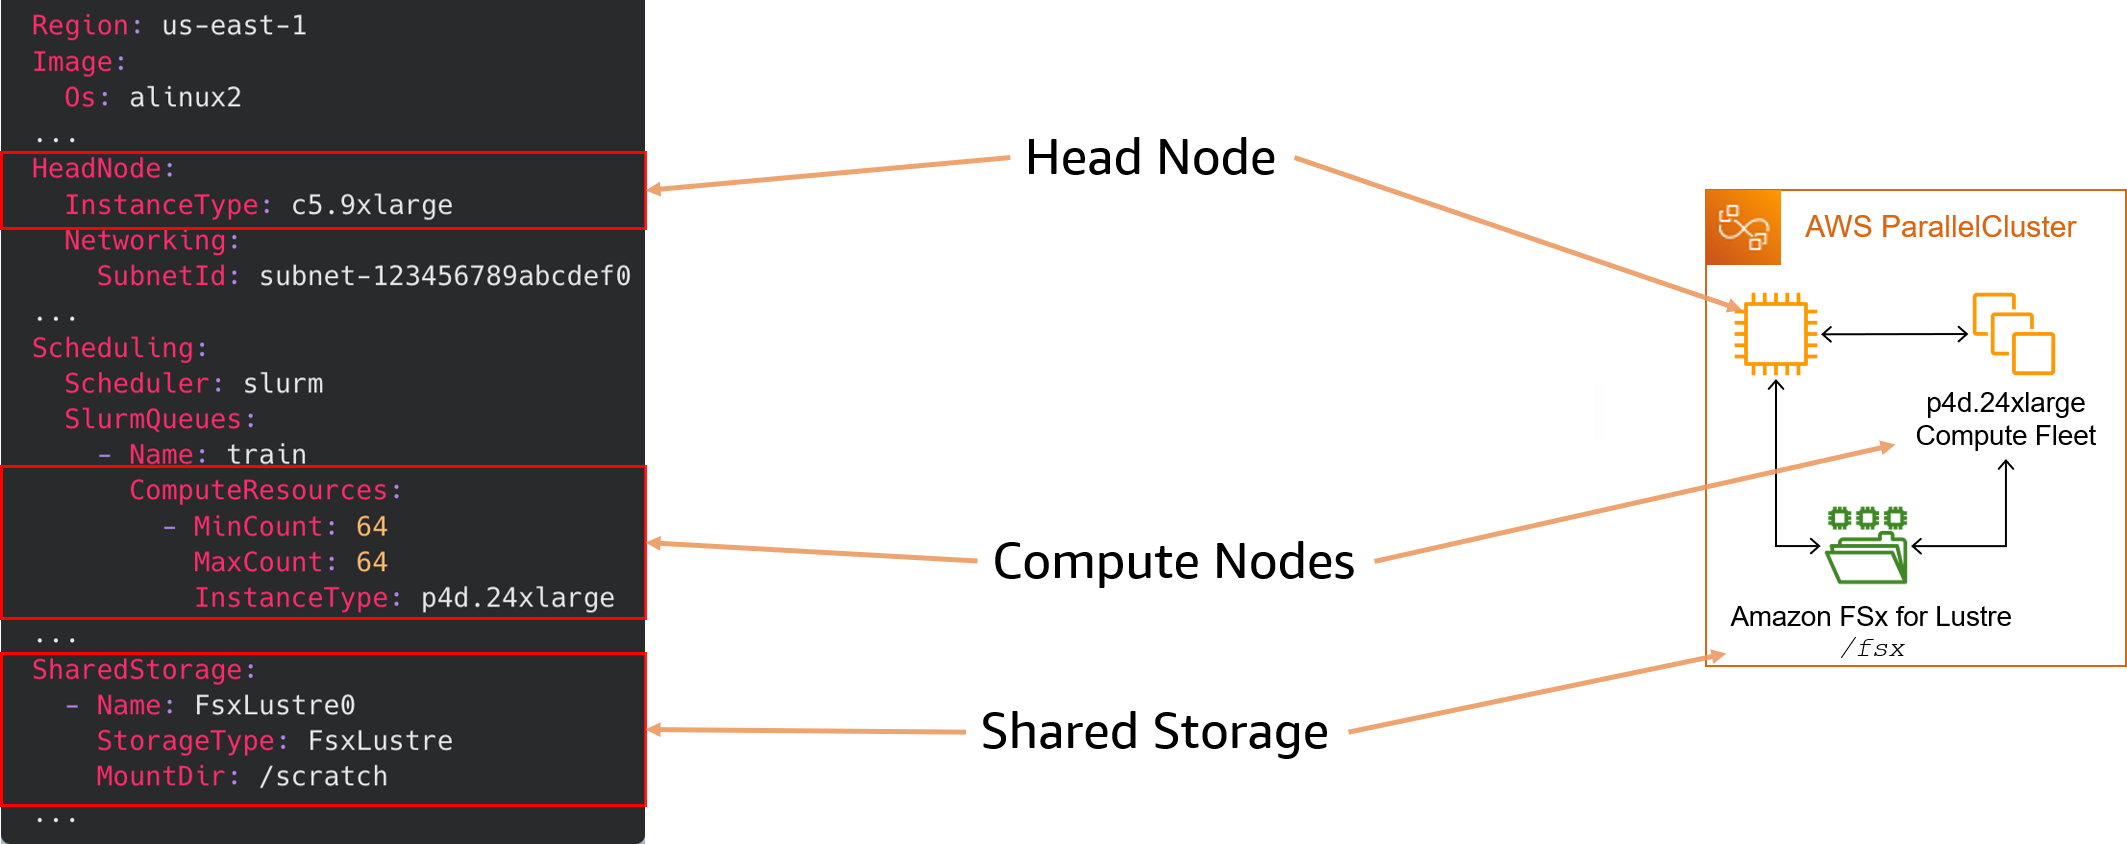 Region: us-east-1
Image:
  Os: alinux2
...
HeadNode:
  InstanceType: c5.9xlarge
  Networking:
    SubnetId: subnet-123456789abcdef0
...
Scheduling:
  Scheduler: slurm
  SlurmQueues:
    - Name: train
      ComputeResources:
        - MinCount: 64
          MaxCount: 64
          InstanceType: p4d.24xlarge
...
SharedStorage:
  - Name: FsxLustre0
    StorageType: FsxLustre
    MountDir: /scratch
...
Head Node
Compute Nodes
Shared Storage
AWS ParallelCluster
p4d.24xlarge
Compute Fleet
Amazon FSx for Lustre
/fsx